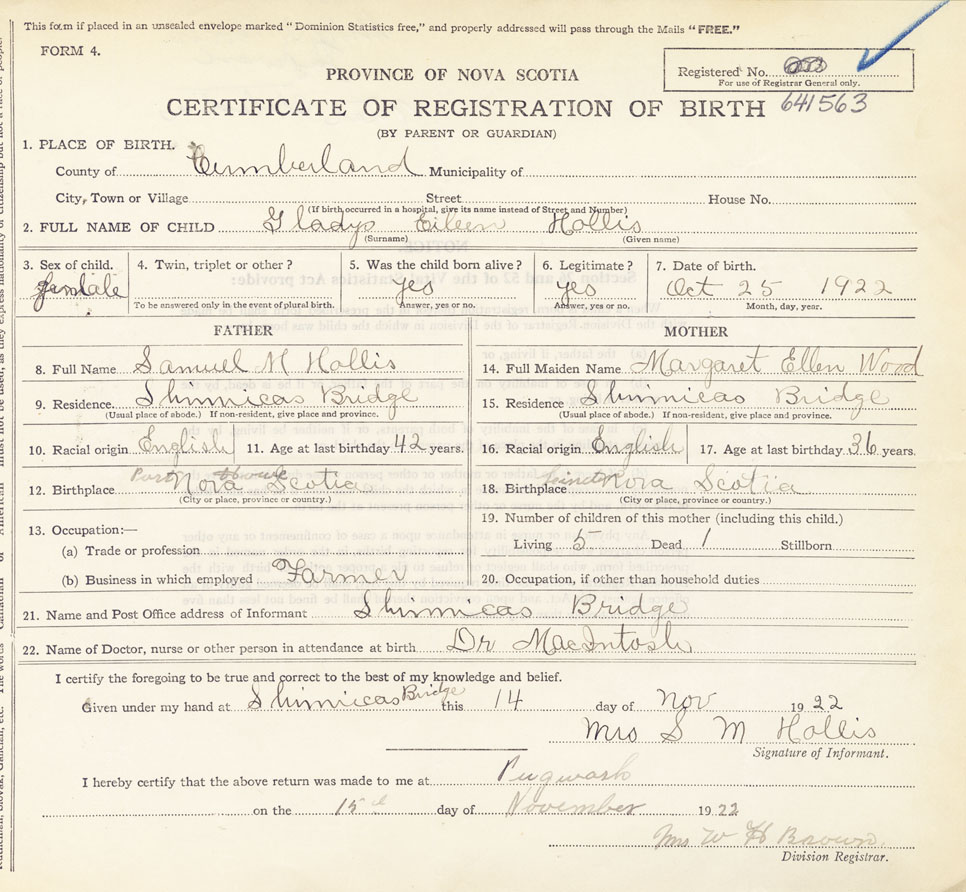 This form if placed in an unsealed envelope marked "Dominion Statistics free," and properly addressed will pass through the Mails "FREE."
FORM 4.
Registered No.
For use of Registrar General only.
PROVINCE OF NOVA SCOTIA
CERTIFICATE OF REGISTRATION OF BIRTH 641563
(BY PARENT OR GUARDIAN)
1. PLACE OF BIRTH.
County of Cumberland Municipality of
City, Town or Village Street House No.
(If birth occurred in a hospital, give its name instead of Street and Number)
2. FULL NAME OF CHILD Gladys Eileen Hollis
(Surname) (Given name)
3. Sex of child. 4. Twin, triplet or other? 5. Was the child born alive? 6. Legitimate? 7. Date of birth.
female yes yes Oct 25 1922
To be answered only in the event of plural birth. Answer, yes or no. Answer, yes or no. Month, day, year.
FATHER MOTHER
8. Full Name Samuel M Hollis 14. Full Maiden Name Margaret Ellen Wood
9. Residence Shinnicas Bridge 15. Residence Shinnicas Bridge
(Usual place of abode.) If non-resident, give place and province. (Usual place of abode.) If non-resident, give place and province.
10. Racial origin English 11. Age at last birthday 42 years. 16. Racial origin English 17. Age at last birthday 36 years.
12. Birthplace Port Howe Nova Scotia 18. Birthplace Nova Scotia
(City or place, province or country.) (City or place, province or country.)
13. Occupation:— 19. Number of children of this mother (including this child.)
(a) Trade or profession Living 5 Dead 1 Stillborn
(b) Business in which employed Farmer 20. Occupation, if other than household duties
21. Name and Post Office address of Informant Shinnicas Bridge
22. Name of Doctor, nurse or other person in attendance at birth Dr MacIntosh
I certify the foregoing to be true and correct to the best of my knowledge and belief.
Given under my hand at Shinnicas Bridge this 14 day of Nov 1922
Mrs S M Hollis
Signature of Informant.
I hereby certify that the above return was made to me at Pugwash
on the 15th day of November 1922
Mrs W H Brown
Division Registrar.